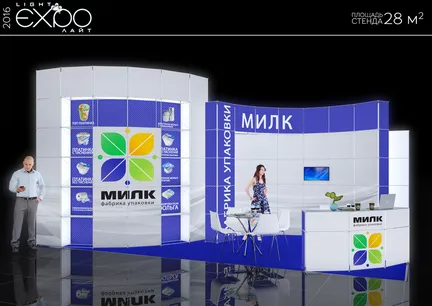 2016
LIGHT
EXPO
ЛАЙТ
ПЛОЩАДЬ
СТЕНДА 28 м²
МИЛК
фабрика упаковки
ФАБРИКА УПАКОВКИ
МИЛК
МИЛК
фабрика упаковки